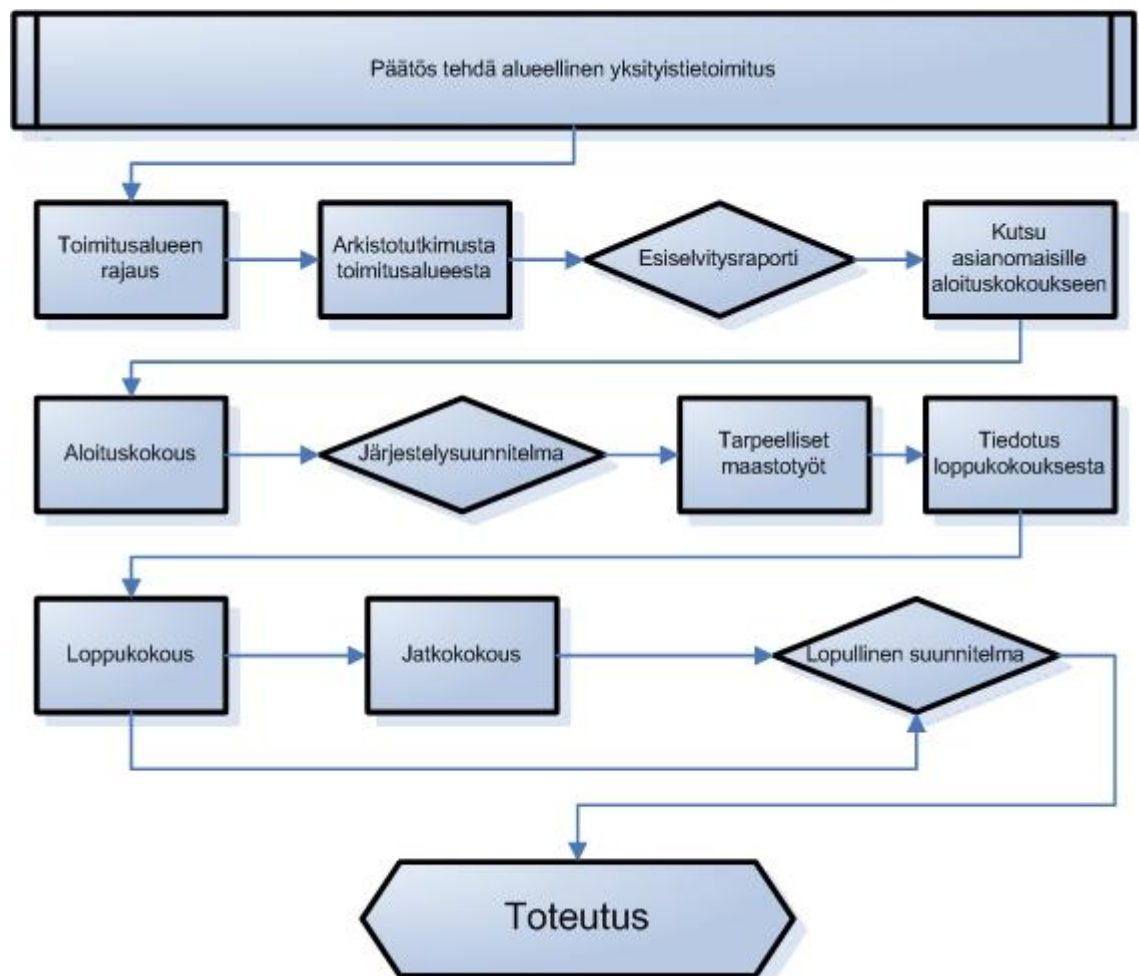 Päätös tehdä alueellinen yksityistietoimitus
Toimitusalueen
rajaus
Arkistotutkimusta
toimitusalueesta
Esiselvitysraporti
Kutsu
asianomaisille
aloituskokoukseen
Aloituskokous
Järjestelysuunnitelma
Tarpeelliset
maastotyöt
Tiedotus
loppukokouksesta
Loppukokous
Jatkokokous
Lopullinen suunnitelma
Toteutus